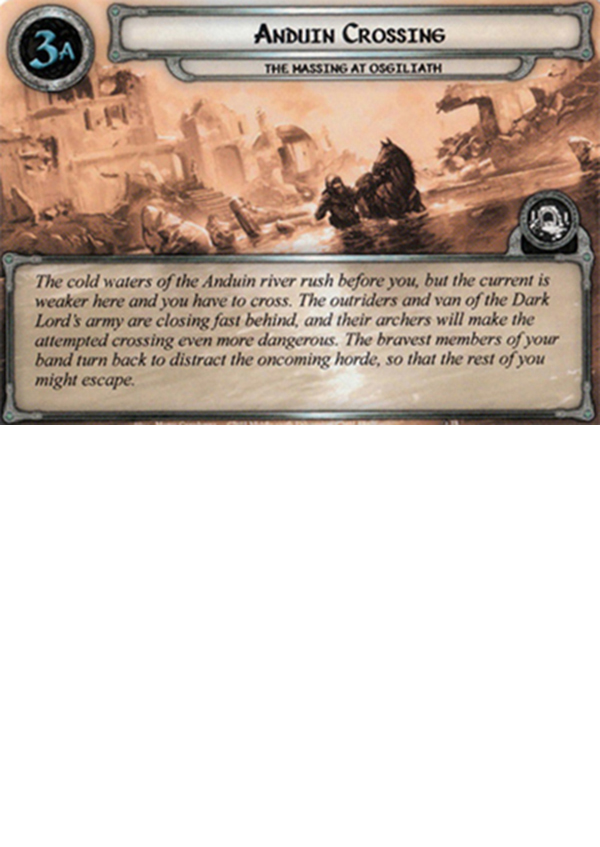 3A
ANDUIN CROSSING
THE MASSING AT OSGILIATH
The cold waters of the Anduin river rush before you, but the current is
weaker here and you have to cross. The outriders and van of the Dark
Lord's army are closing fast behind, and their archers will make the
attempted crossing even more dangerous. The bravest members of your
band turn back to distract the oncoming horde, so that the rest of you
might escape.